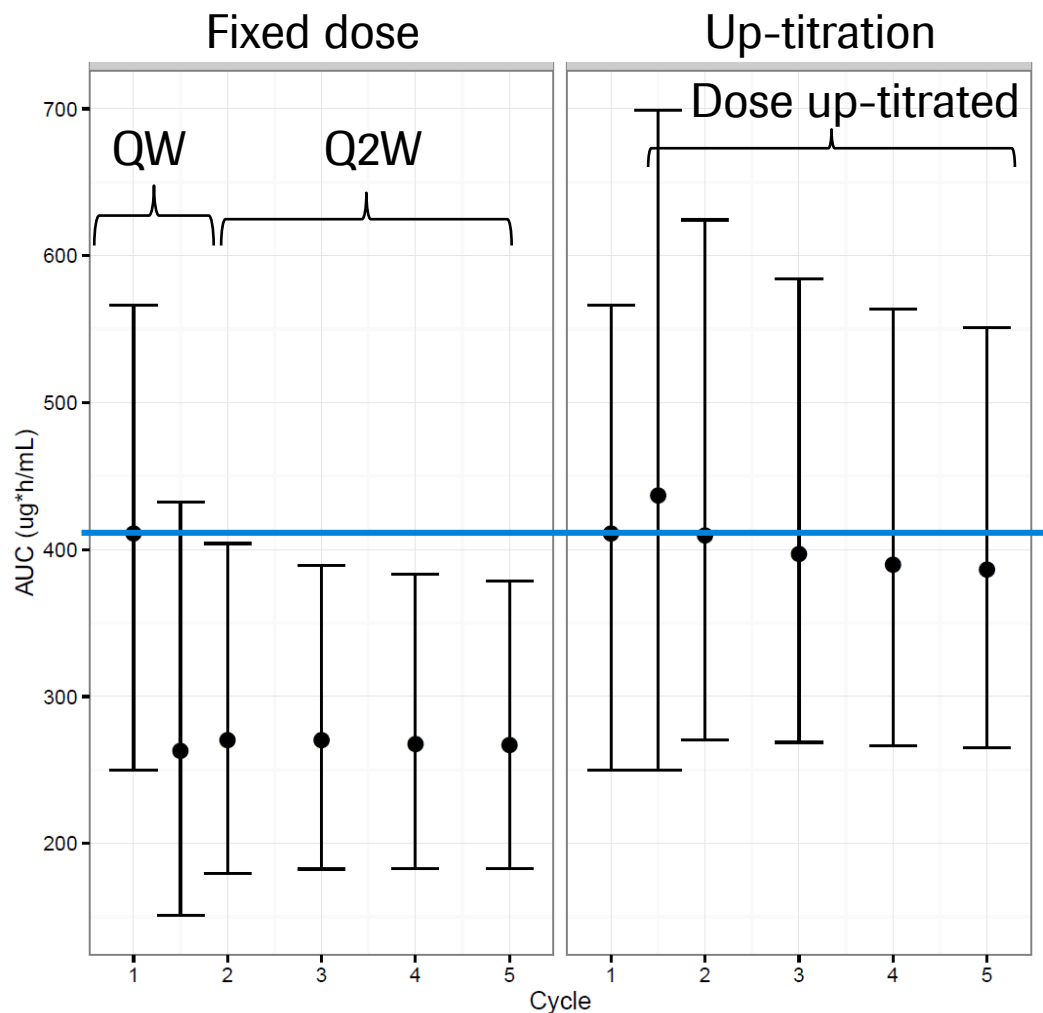 Fixed dose
Up-titration
QW
Q2W
Dose up-titrated
AUC (ug*h/mL)
700
600
500
400
300
200
1 2 3 4 5
1 2 3 4 5
Cycle